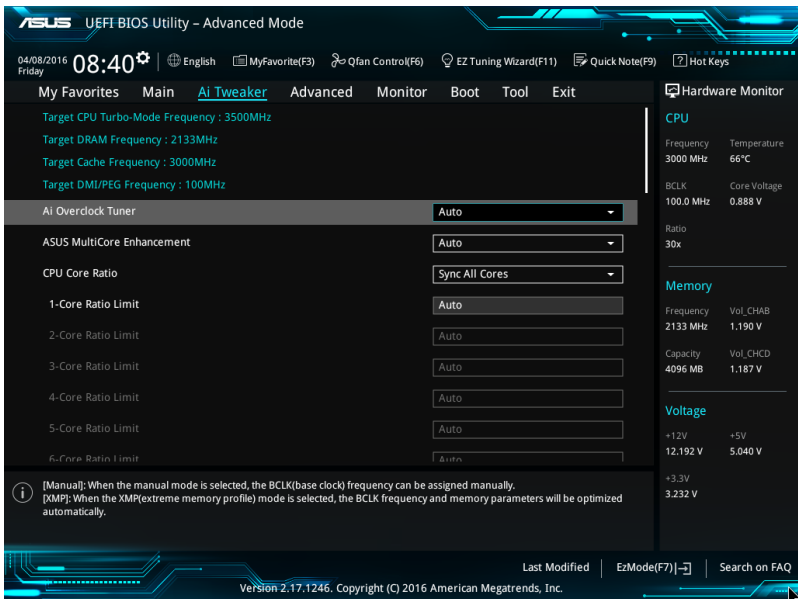 ASUS UEFI BIOS Utility – Advanced Mode
04/08/2016
Friday
08:40
English
MyFavorite(F3)
Qfan Control(F6)
EZ Tuning Wizard(F11)
Quick Note(F9)
? Hot Keys
My Favorites Main Ai Tweaker Advanced Monitor Boot Tool Exit
Target CPU Turbo-Mode Frequency : 3500MHz
Target DRAM Frequency : 2133MHz
Target Cache Frequency : 3000MHz
Target DMI/PEG Frequency : 100MHz
Ai Overclock Tuner Auto
ASUS MultiCore Enhancement Auto
CPU Core Ratio Sync All Cores
1-Core Ratio Limit Auto
2-Core Ratio Limit Auto
3-Core Ratio Limit Auto
4-Core Ratio Limit Auto
5-Core Ratio Limit Auto
6-Core Ratio Limit Auto
i
[Manual]: When the manual mode is selected, the BCLK(base clock) frequency can be assigned manually.
[XMP]: When the XMP(extreme memory profile) mode is selected, the BCLK frequency and memory parameters will be optimized
automatically.
Hardware Monitor
CPU
Frequency Temperature
3000 MHz 66°C
BCLK Core Voltage
100.0 MHz 0.888 V
Ratio
30x
Memory
Frequency Vol_CHAB
2133 MHz 1.190 V
Capacity Vol_CHCD
4096 MB 1.187 V
Voltage
+12V +5V
12.192 V 5.040 V
+3.3V
3.232 V
Last Modified
EzMode(F7)
Search on FAQ
Version 2.17.1246. Copyright (C) 2016 American Megatrends, Inc.